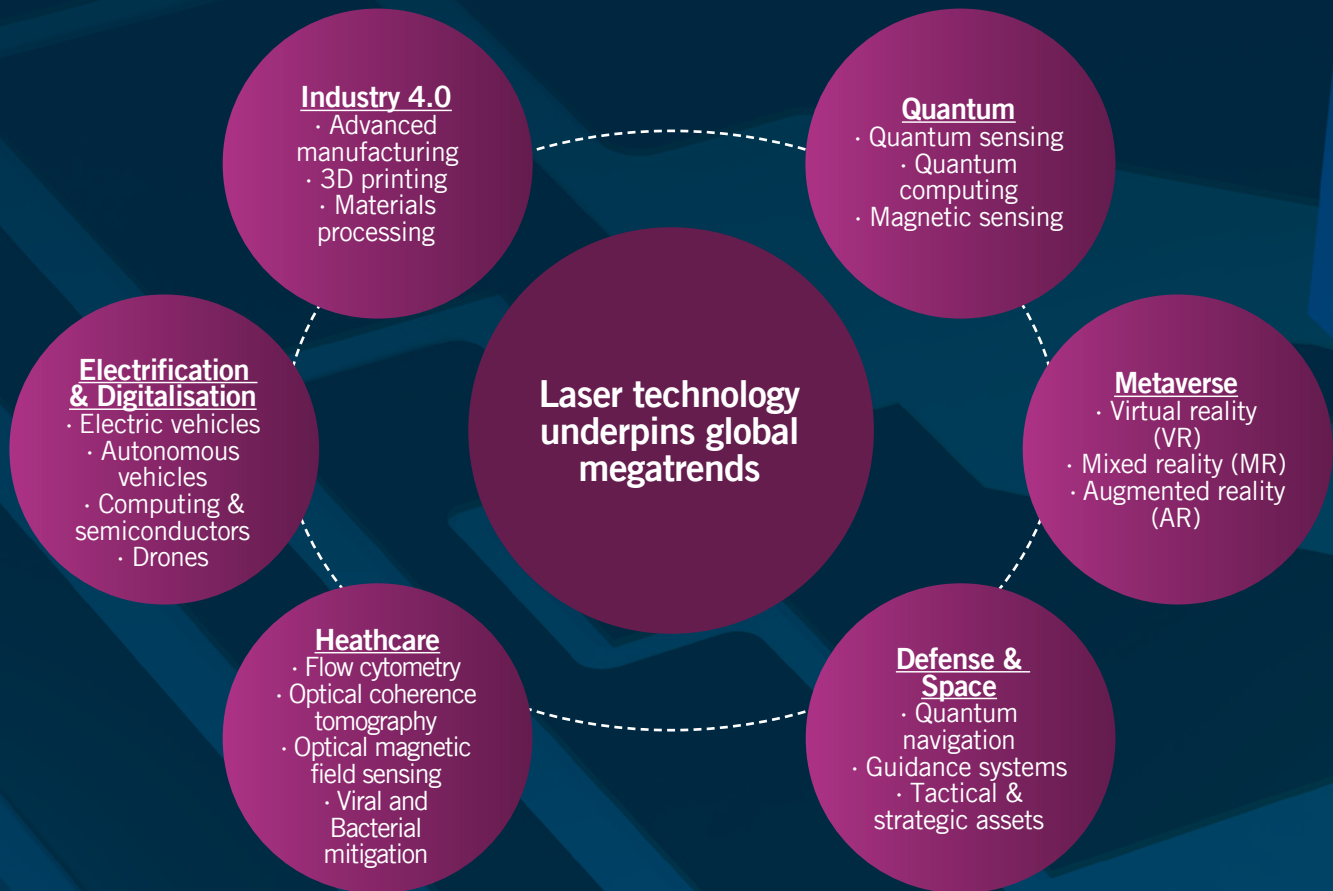 Industry 4.0
· Advanced
manufacturing
· 3D printing
· Materials
processing
Quantum
· Quantum sensing
· Quantum
computing
· Magnetic sensing
Electrification
& Digitalisation
· Electric vehicles
· Autonomous
vehicles
· Computing &
semiconductors
· Drones
Laser technology
underpins global
megatrends
Metaverse
· Virtual reality
(VR)
· Mixed reality (MR)
· Augmented reality
(AR)
Heathcare
· Flow cytometry
· Optical coherence
tomography
· Optical magnetic
field sensing
· Viral and
Bacterial
mitigation
Defense &
Space
· Quantum
navigation
· Guidance systems
· Tactical &
strategic assets